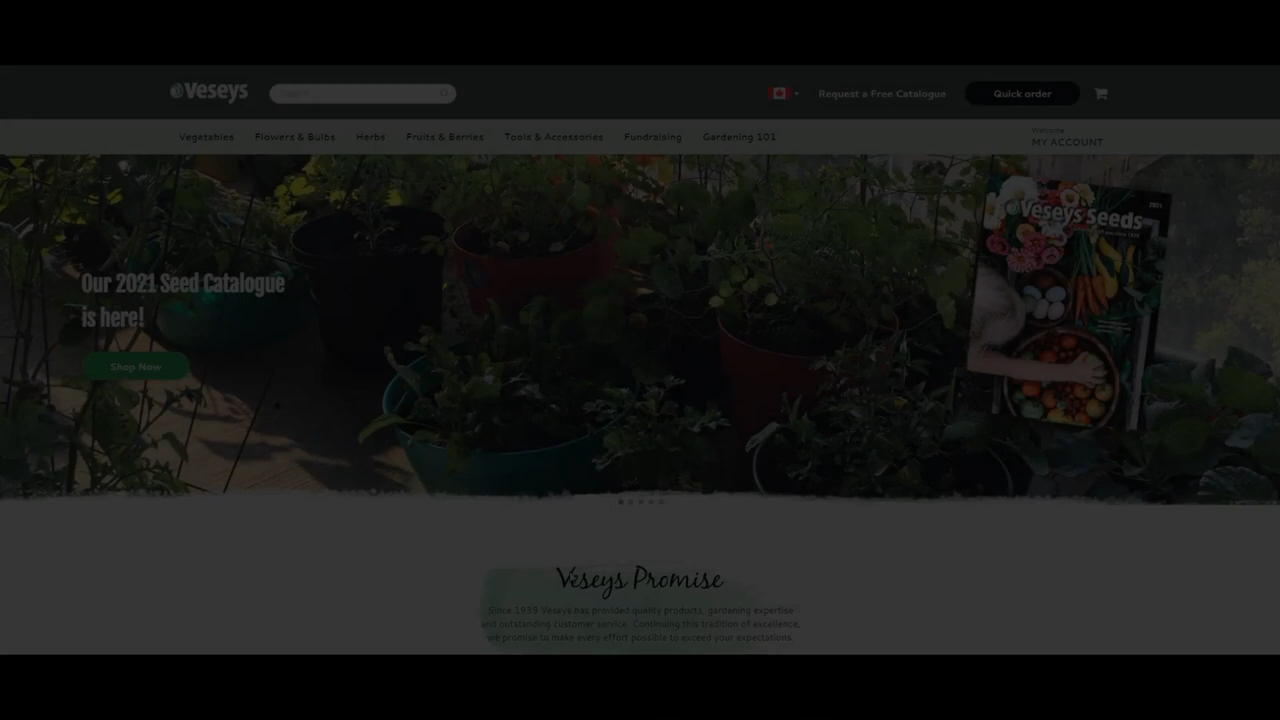 Veseys
Request a Free Catalogue
Quick order
Vegetables
Flowers & Bulbs
Herbs
Fruits & Berries
Tools & Accessories
Fundraising
Gardening 101
Welcome
MY ACCOUNT
2021
Veseys Seeds
Our 2021 Seed Catalogue
is here!
Shop Now
Veseys Promise
Since 1939 Veseys has provided quality products, gardening expertise
and outstanding customer service. Continuing this tradition of excellence,
we promise to make every effort possible to exceed your expectations.